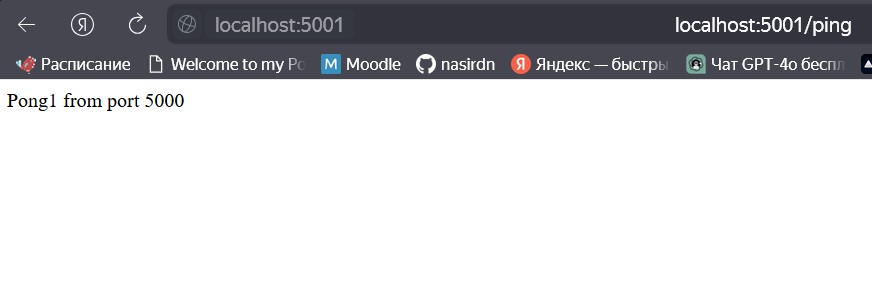 Я localhost:5001 localhost:5001/ping
Расписание Welcome to my Po M Moodle nasirdn Я Яндекс — быстры Чат GPT-4o беспл
Pong1 from port 5000